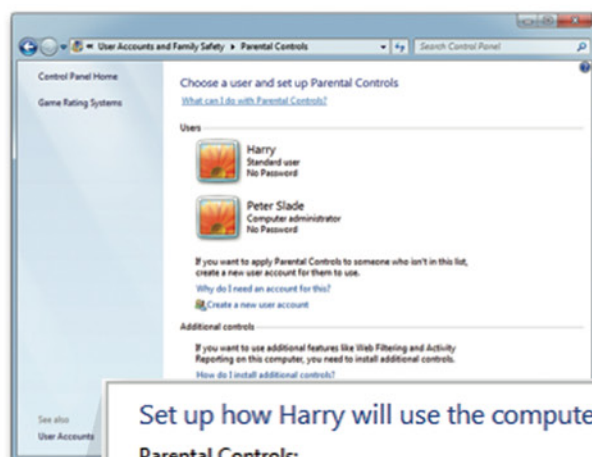 « User Accounts and Family Safety ▸ Parental Controls
Search Control Panel
Control Panel Home
Game Rating Systems
Choose a user and set up Parental Controls
What can I do with Parental Controls?
Users
Harry
Standard user
No Password
Peter Slade
Computer administrator
No Password
If you want to apply Parental Controls to someone who isn't in this list,
create a new user account for them to use.
Why do I need an account for this?
Create a new user account
Additional controls
If you want to use additional features like Web Filtering and Activity
Reporting on this computer, you need to install additional controls.
How do I install additional controls?
See also
User Accounts
Set up how Harry will use the compute
Parental Controls: